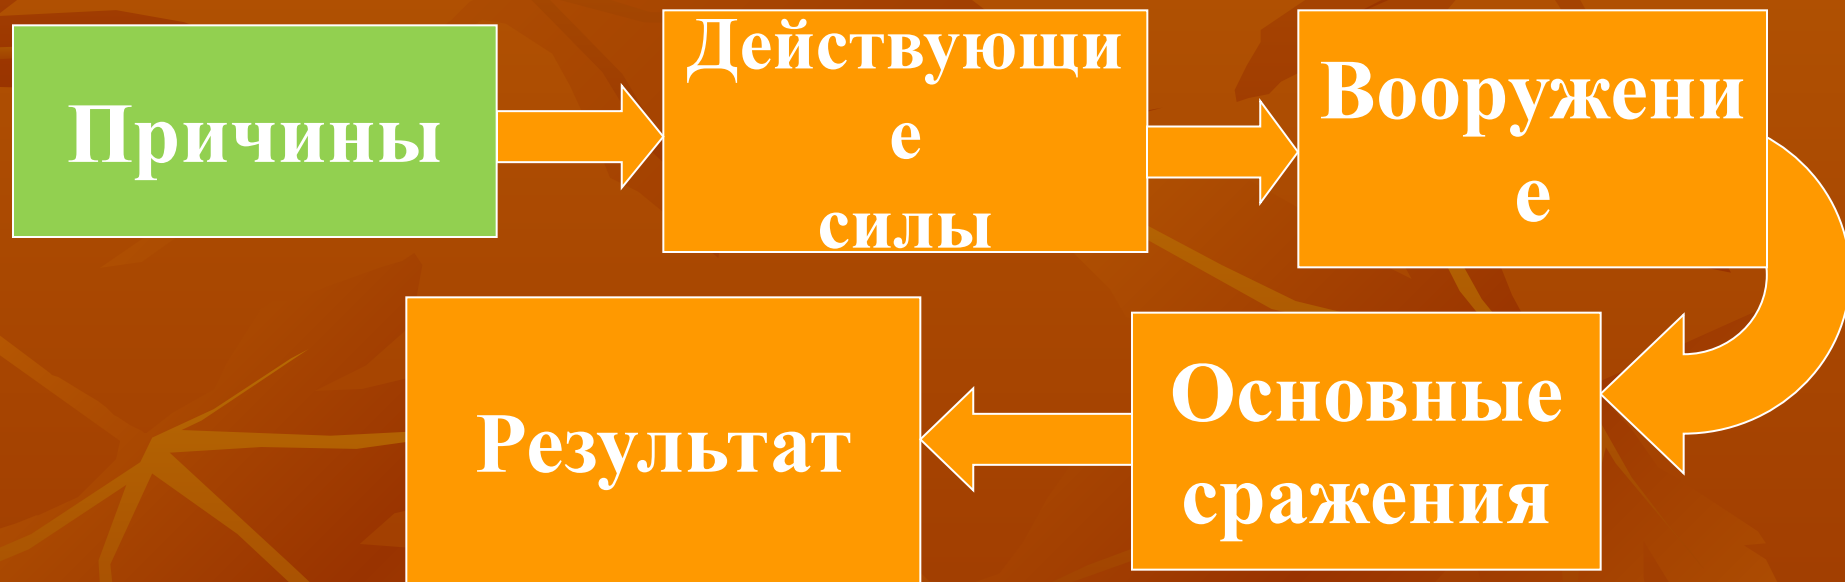 Причины
Действующи
е
силы
Вооружени
е
Основные
сражения
Результат